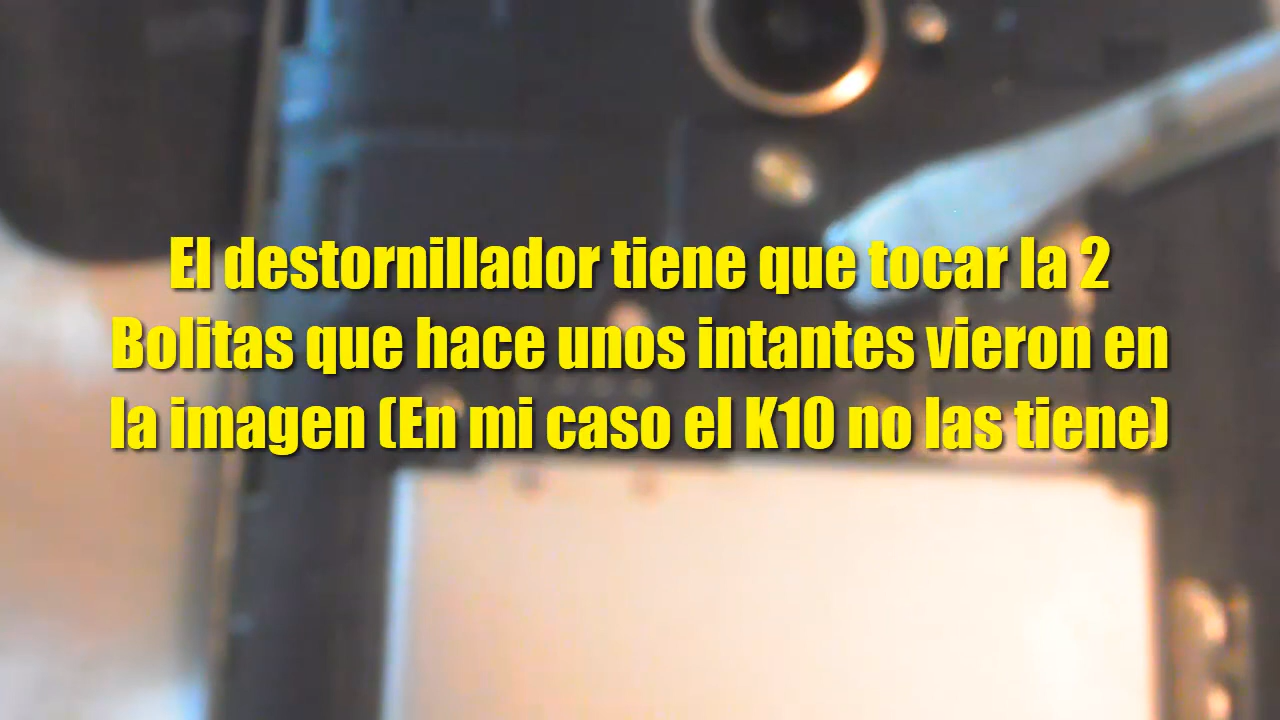 El destornillador tiene que tocar la 2
Bolitas que hace unos intantes vieron en
la imagen (En mi caso el K10 no las tiene)